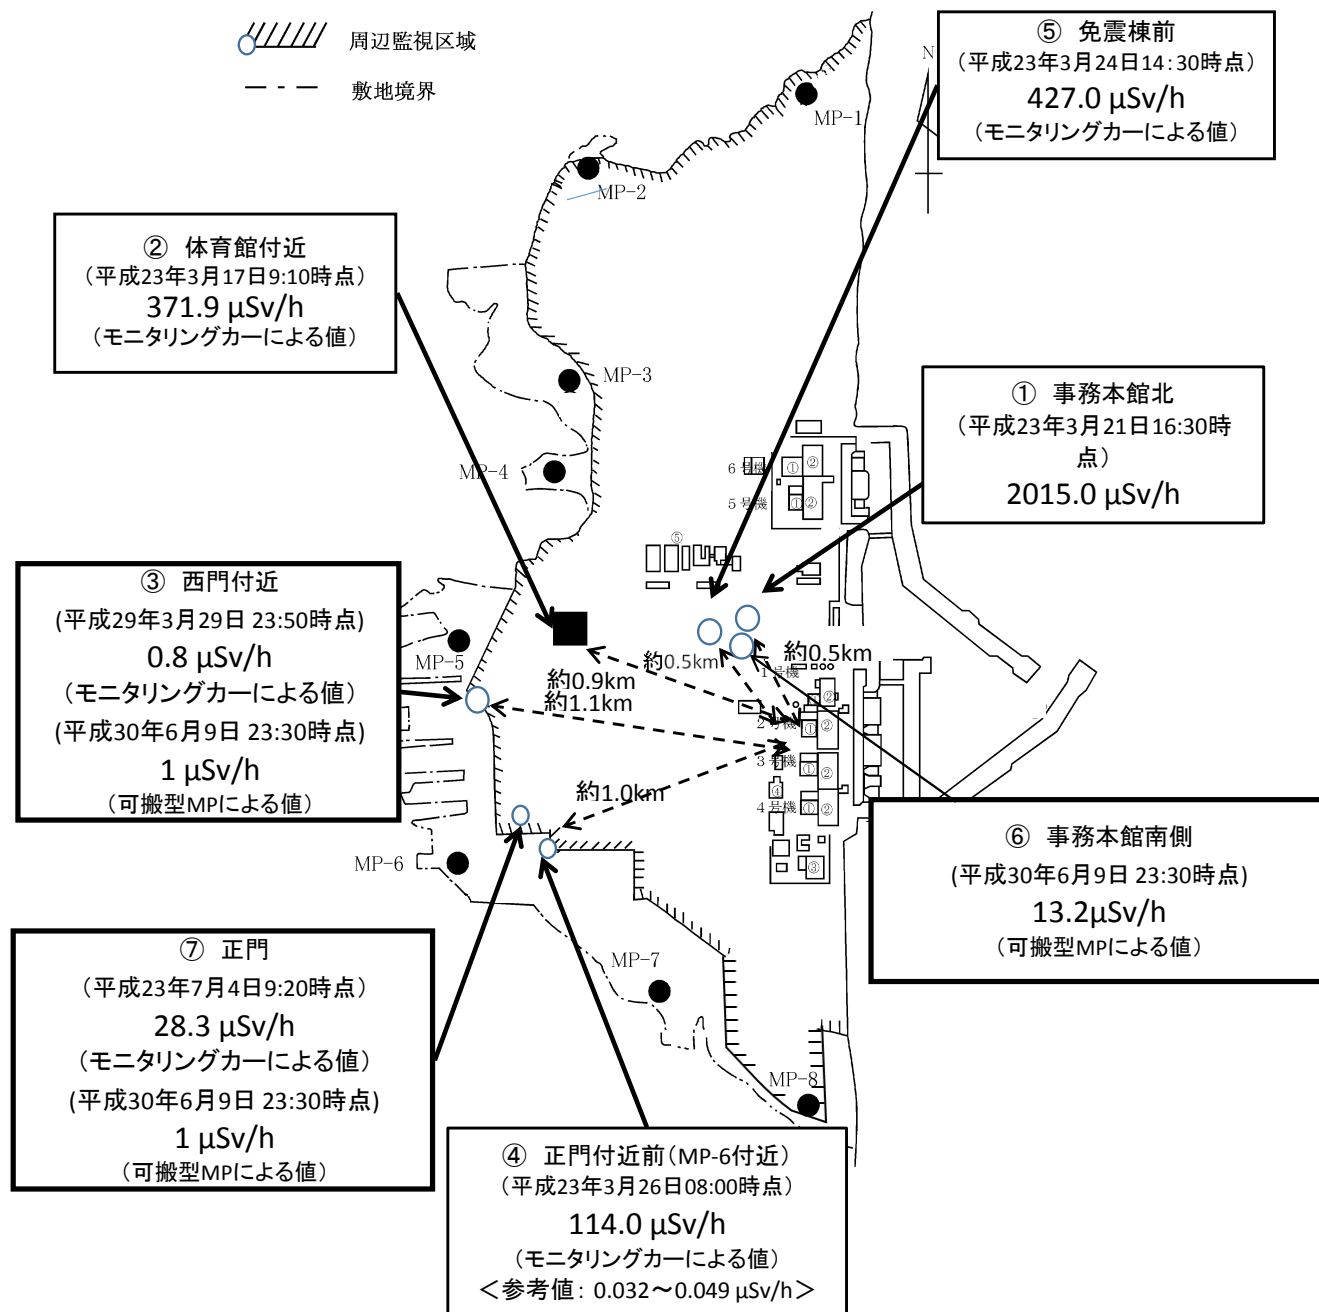 周辺監視区域
敷地境界
⑤ 免震棟前
（平成23年3月24日14:30時点）
427.0 μSv/h
（モニタリングカーによる値）
N
MP-1
MP-2
② 体育館付近
（平成23年3月17日9:10時点）
371.9 μSv/h
（モニタリングカーによる値）
MP-3
① 事務本館北
（平成23年3月21日16:30時
点）
2015.0 μSv/h
MP-4
6号機
①
②
5号機
①
②
⑤
③ 西門付近
(平成29年3月29日 23:50時点)
0.8 μSv/h
（モニタリングカーによる値）
(平成30年6月9日 23:30時点)
1 μSv/h
（可搬型MPによる値）
MP-5
約0.5km
約0.5km
約0.9km
約1.1km
1号機
②
2号機
①
②
3号機
①
②
④
4号機
①
②
③
約1.0km
MP-6
⑥ 事務本館南側
(平成30年6月9日 23:30時点)
13.2μSv/h
（可搬型MPによる値）
⑦ 正門
（平成23年7月4日9:20時点）
28.3 μSv/h
（モニタリングカーによる値）
(平成30年6月9日 23:30時点)
1 μSv/h
（可搬型MPによる値）
MP-7
MP-8
④ 正門付近前（MP-6付近）
（平成23年3月26日08:00時点）
114.0 μSv/h
（モニタリングカーによる値）
＜参考値: 0.032～0.049 μSv/h＞